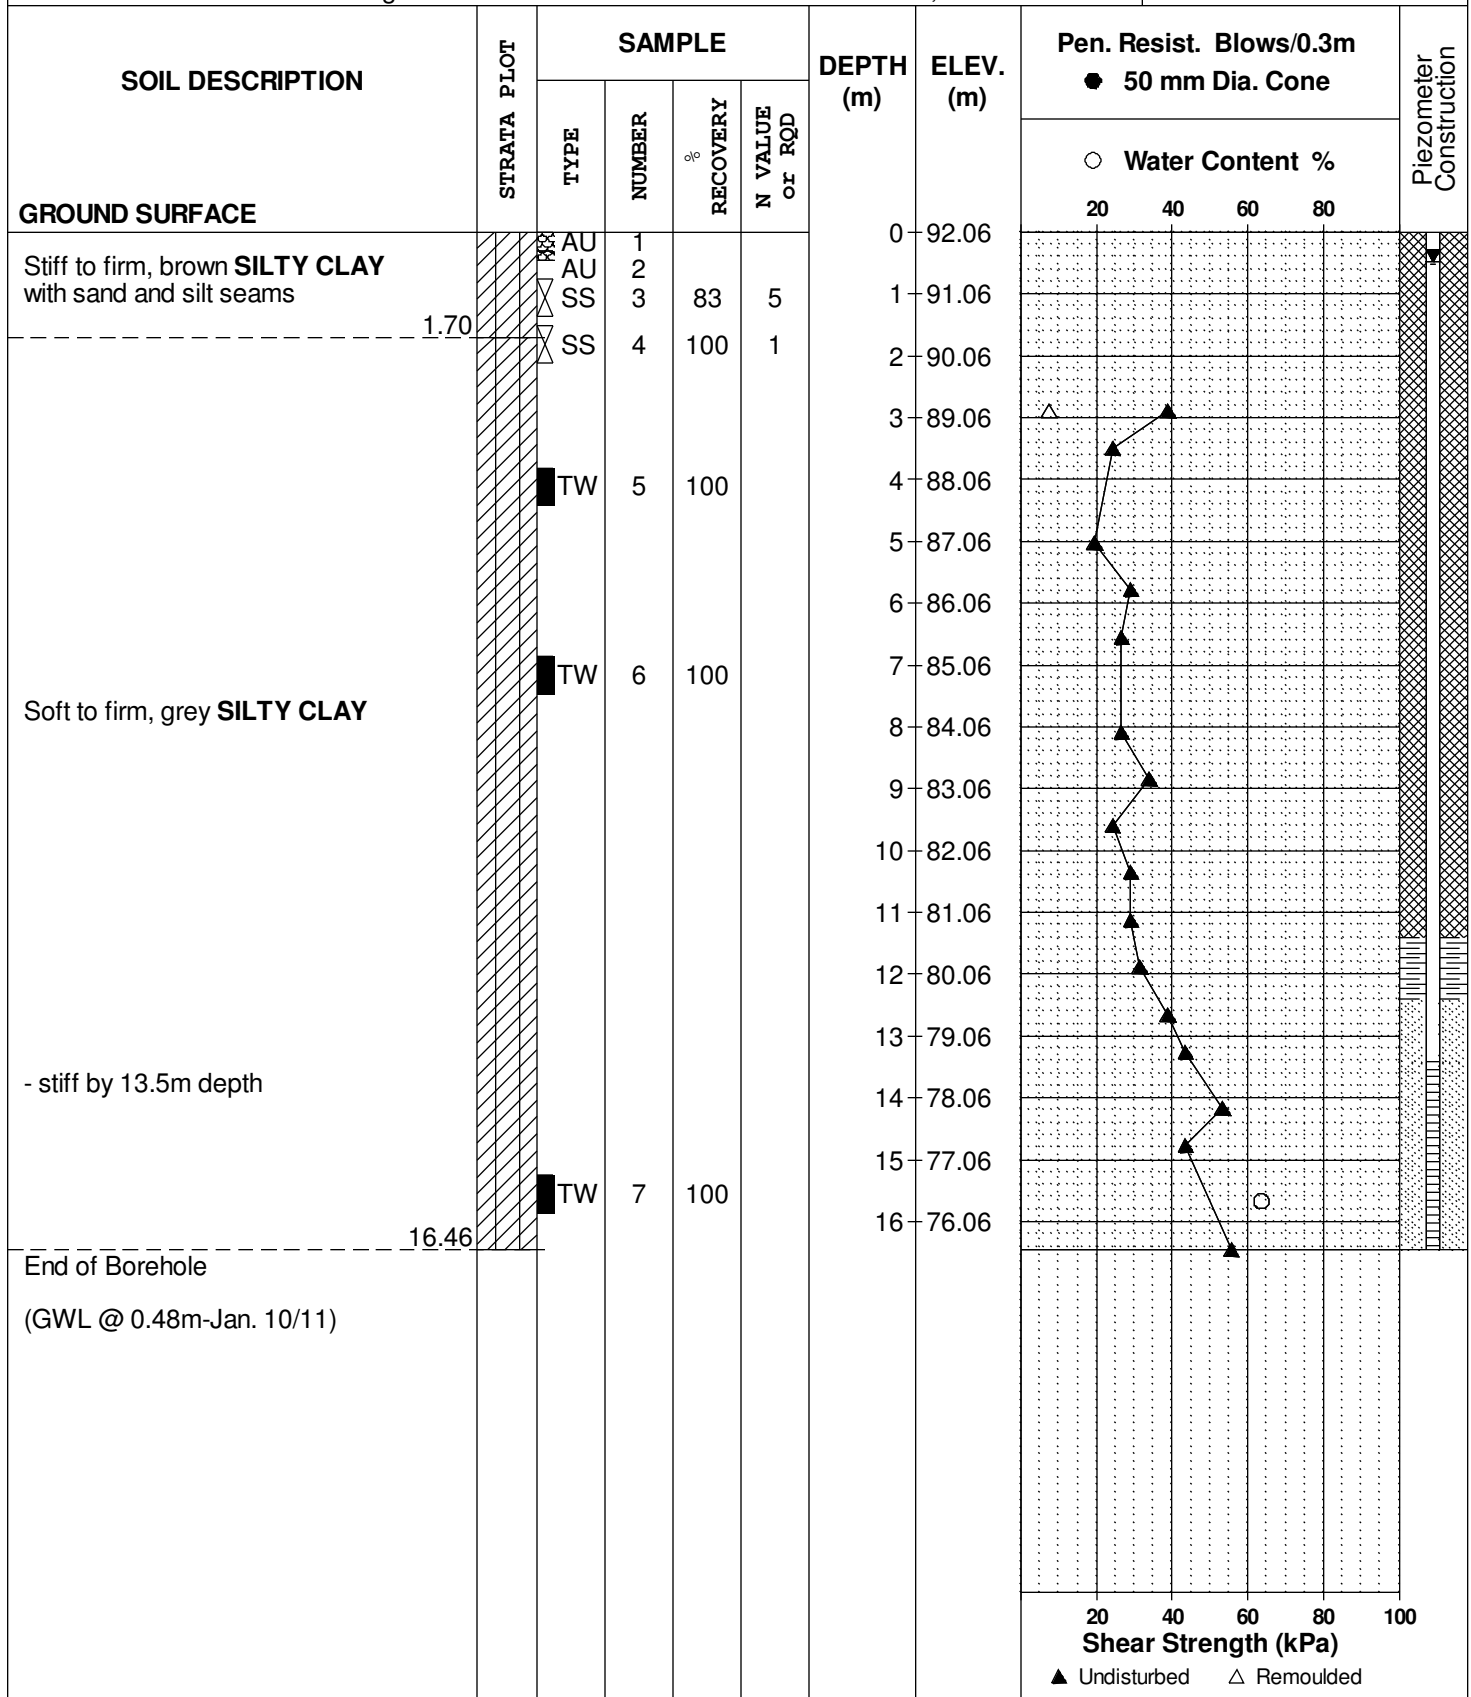 SOIL DESCRIPTION
GROUND SURFACE
STRATA PLOT
SAMPLE
TYPE
NUMBER
%
RECOVERY
N VALUE
or RQD
DEPTH
(m)
ELEV.
(m)
Pen. Resist. Blows/0.3m
● 50 mm Dia. Cone
○ Water Content %
20 40 60 80
Piezometer
Construction
0 92.06
AU 1
Stiff to firm, brown SILTY CLAY
AU 2
with sand and silt seams
SS 3 83 5
1 91.06
1.70
SS 4 100 1
2 90.06
3 89.06
4 88.06
TW 5 100
5 87.06
6 86.06
7 85.06
TW 6 100
Soft to firm, grey SILTY CLAY
8 84.06
9 83.06
10 82.06
11 81.06
12 80.06
13 79.06
- stiff by 13.5m depth
14 78.06
15 77.06
TW 7 100
16 76.06
16.46
End of Borehole
(GWL @ 0.48m-Jan. 10/11)
20 40 60 80 100
Shear Strength (kPa)
▲ Undisturbed △ Remoulded